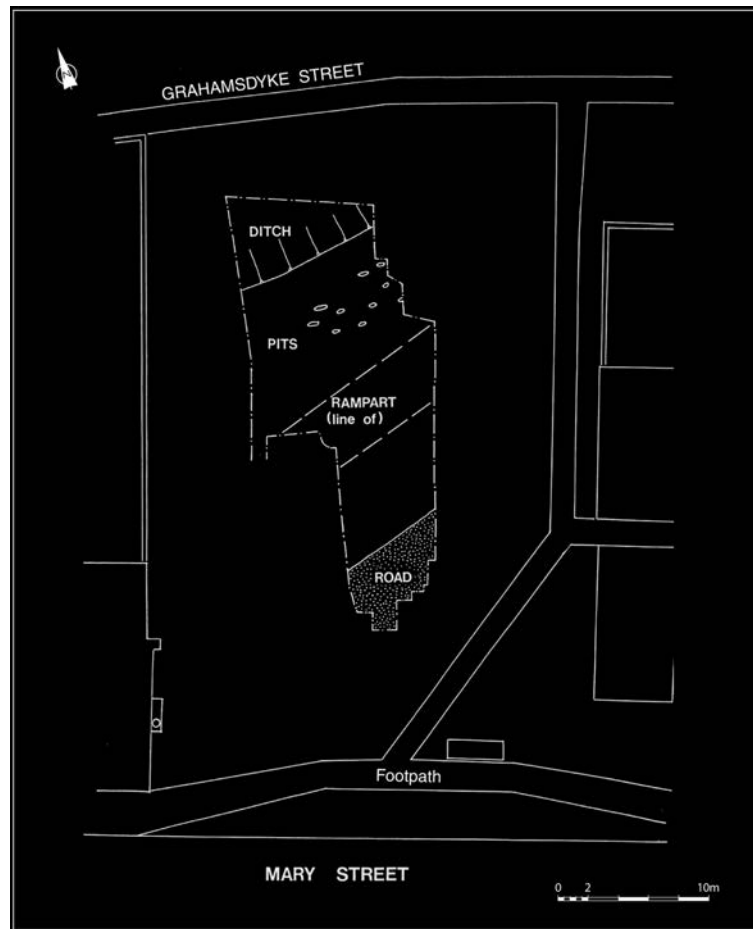 N
GRAHAMSDYKE STREET
DITCH
PITS
RAMPART
(line of)
ROAD
Footpath
MARY STREET
0 2 10m